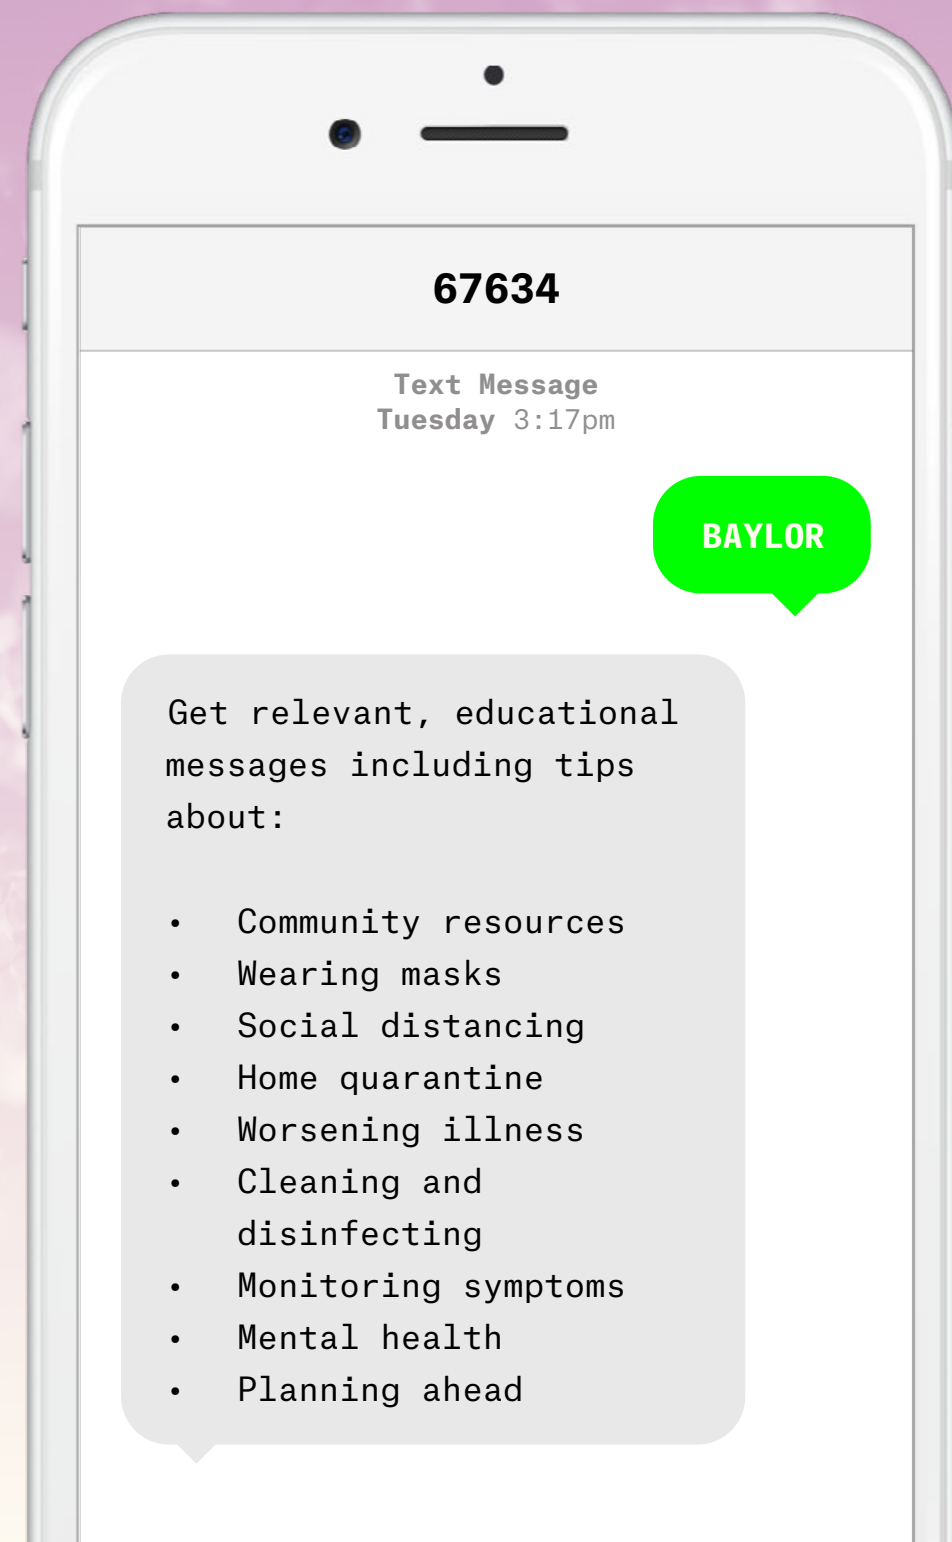 67634
Text Message
Tuesday 3:17pm
BAYLOR
Get relevant, educational
messages including tips
about:
• Community resources
• Wearing masks
• Social distancing
• Home quarantine
• Worsening illness
• Cleaning and
disinfecting
• Monitoring symptoms
• Mental health
• Planning ahead